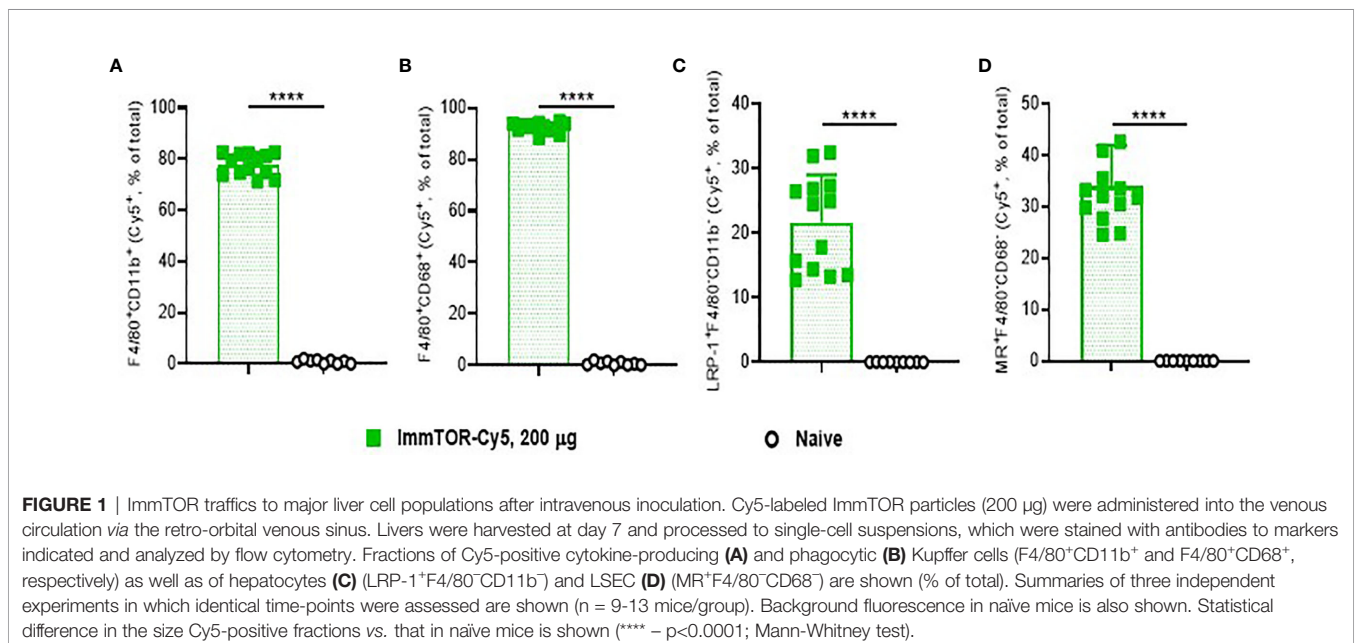 A
B
C
D
F4/80⁺CD11b⁺ (Cy5⁺, % of total)
100
80
60
40
20
0
****
F4/80⁺CD68⁺ (Cy5⁺, % of total)
100
80
60
40
20
0
****
LRP-1⁺F4/80⁻CD11b⁻ (Cy5⁺, % of total)
40
30
20
10
0
****
MR⁺F4/80⁻CD68⁻ (Cy5⁺, % of total)
50
40
30
20
10
0
****
ImmTOR-Cy5, 200 µg
Naive
FIGURE 1 | ImmTOR traffics to major liver cell populations after intravenous inoculation. Cy5-labeled ImmTOR particles (200 µg) were administered into the venous
circulation via the retro-orbital venous sinus. Livers were harvested at day 7 and processed to single-cell suspensions, which were stained with antibodies to markers
indicated and analyzed by flow cytometry. Fractions of Cy5-positive cytokine-producing (A) and phagocytic (B) Kupffer cells (F4/80⁺CD11b⁺ and F4/80⁺CD68⁺,
respectively) as well as of hepatocytes (C) (LRP-1⁺F4/80⁻CD11b⁻) and LSEC (D) (MR⁺F4/80⁻CD68⁻) are shown (% of total). Summaries of three independent
experiments in which identical time-points were assessed are shown (n = 9-13 mice/group). Background fluorescence in naïve mice is also shown. Statistical
difference in the size Cy5-positive fractions vs. that in naïve mice is shown (**** – p<0.0001; Mann-Whitney test).